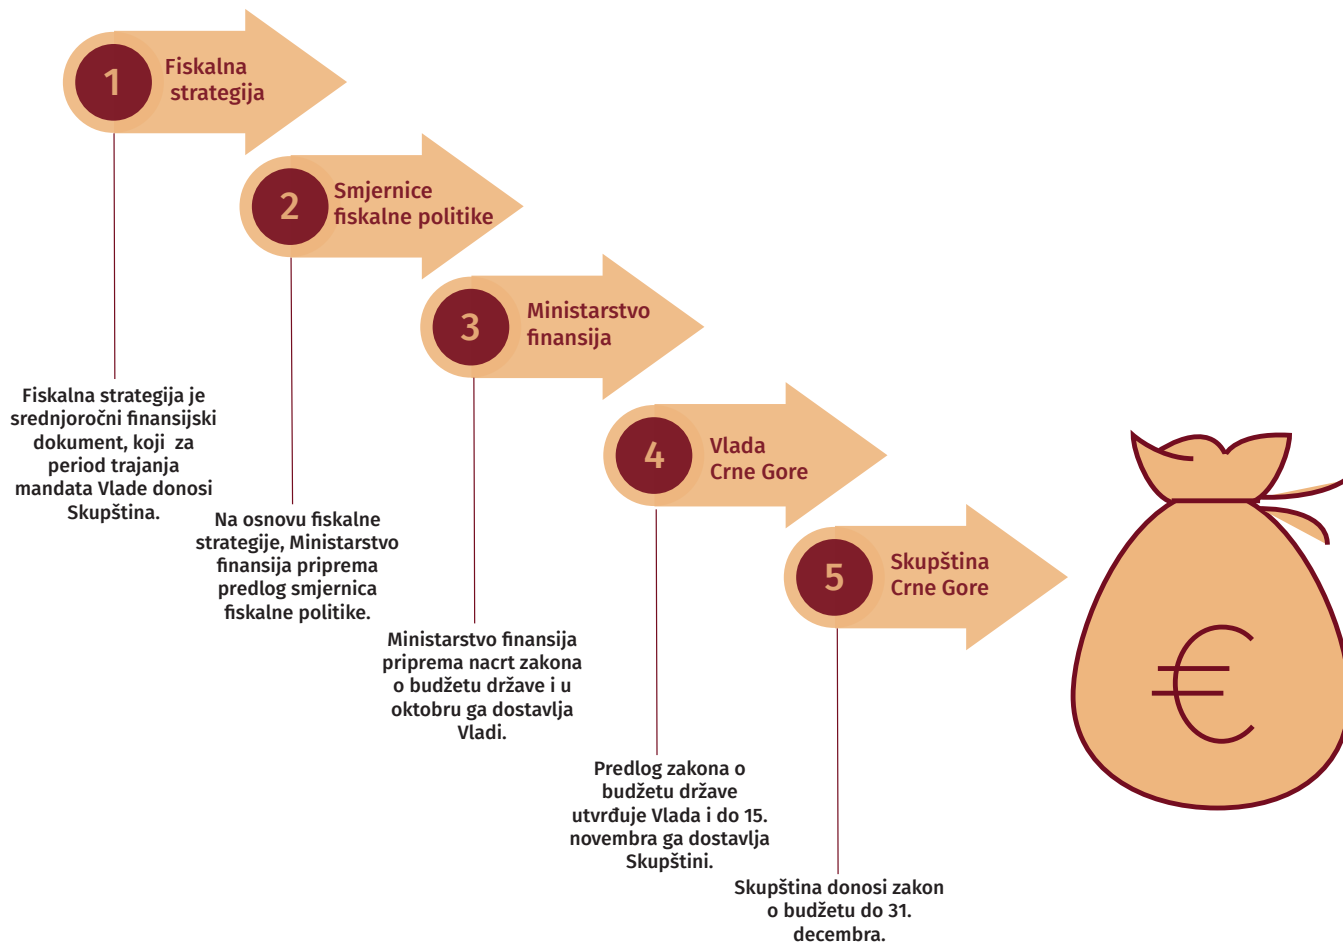 1
Fiskalna
strategija
Fiskalna strategija je
srednjoročni finansijski
dokument, koji za
period trajanja
mandata Vlade donosi
Skupština.
2
Smjernice
fiskalne politike
Na osnovu fiskalne
strategije, Ministarstvo
finansija priprema
predlog smjernica
fiskalne politike.
3
Ministarstvo
finansija
Ministarstvo finansija
priprema nacrt zakona
o budžetu države i u
oktobru ga dostavlja
Vladi.
4
Vlada
Crne Gore
Predlog zakona o
budžetu države
utvrđuje Vlada i do 15.
novembra ga dostavlja
Skupštini.
5
Skupština
Crne Gore
Skupština donosi zakon
o budžetu do 31.
decembra.
€